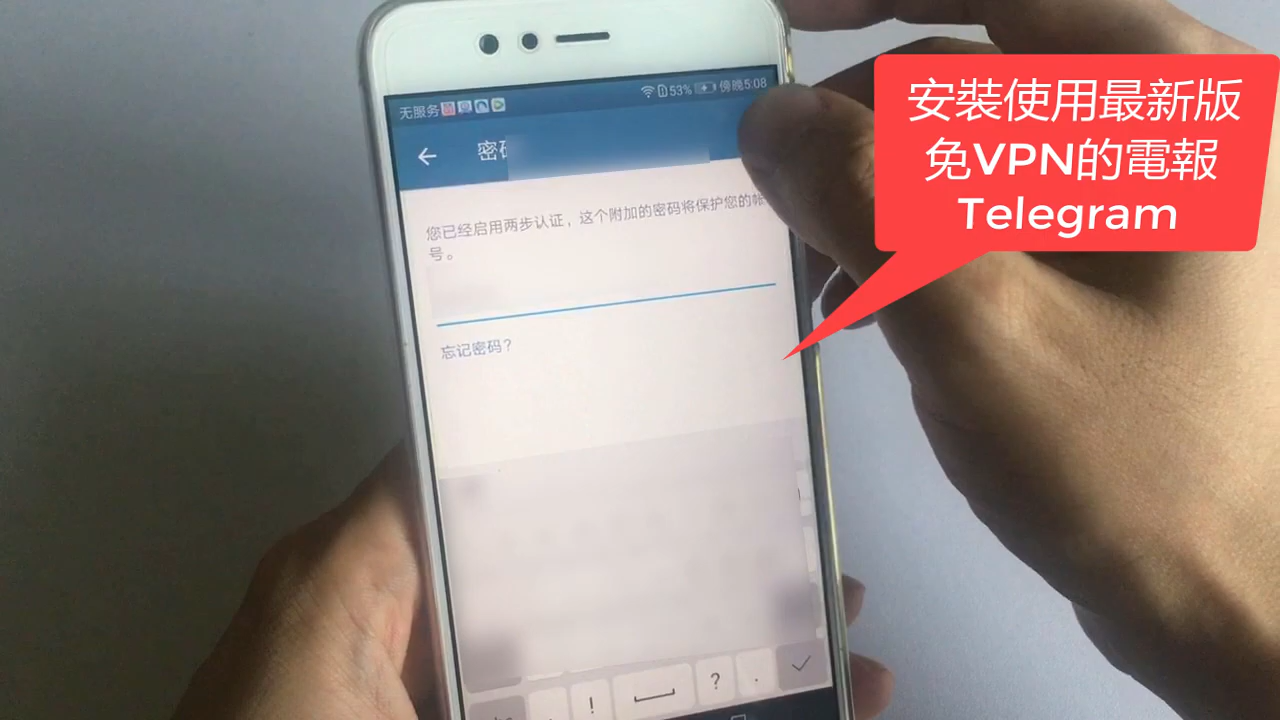 无服务
53%
傍晚5:08
密码
您已经启用两步认证，这个附加的密码将保护您的帐
号。
忘记密码？
安裝使用最新版
免VPN的電報
Telegram
!
?
.